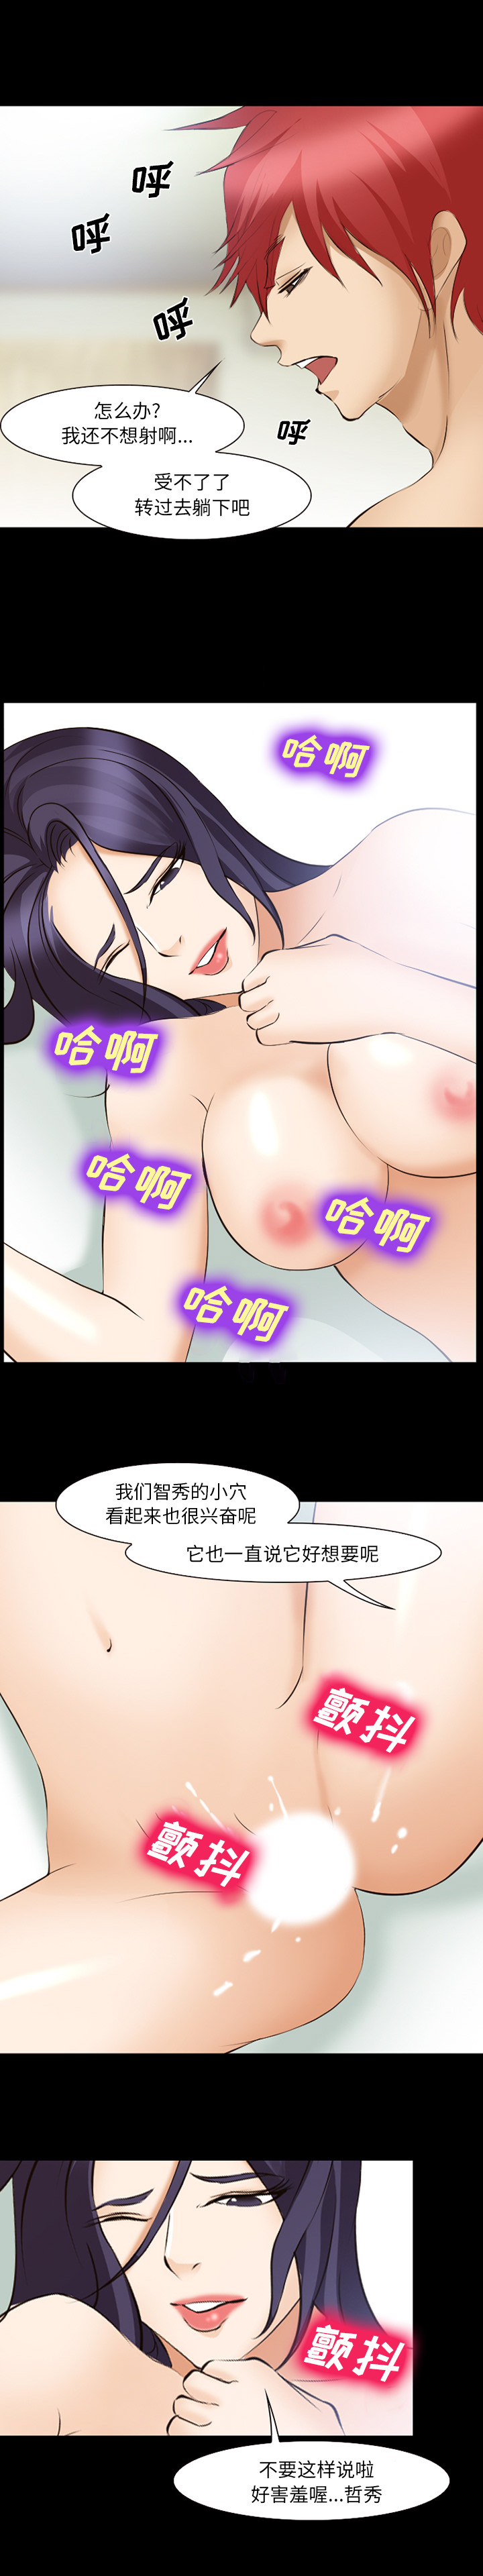 呼
呼
呼
怎么办?
我还不想射啊...
呼
受不了了
转过去躺下吧
哈啊
哈啊
哈啊
哈啊
哈啊
我们智秀的小穴
看起来也很兴奋呢
它也一直说它好想要呢
颤抖
颤抖
颤抖
不要这样说啦
好害羞喔...哲秀